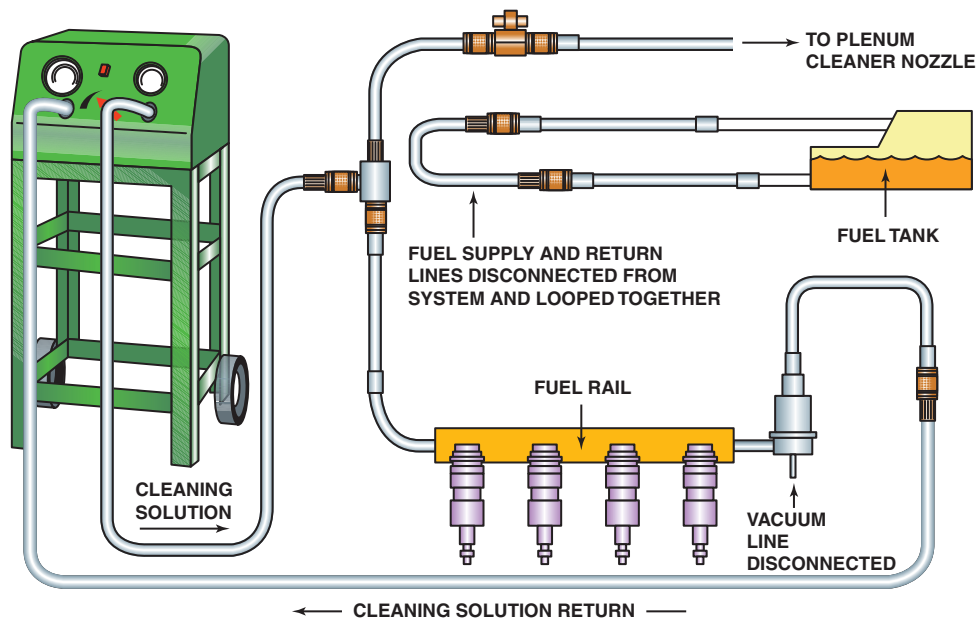 TO PLENUM
CLEANER NOZZLE
FUEL TANK
FUEL SUPPLY AND RETURN
LINES DISCONNECTED FROM
SYSTEM AND LOOPED TOGETHER
FUEL RAIL
CLEANING
SOLUTION
VACUUM
LINE
DISCONNECTED
CLEANING SOLUTION RETURN